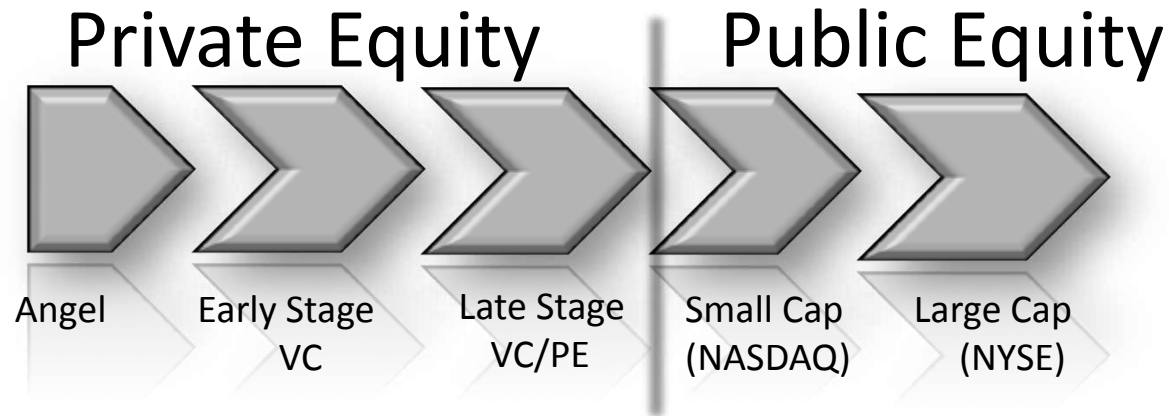 Private Equity
Public Equity
Angel
Early Stage
VC
Late Stage
VC/PE
Small Cap
(NASDAQ)
Large Cap
(NYSE)